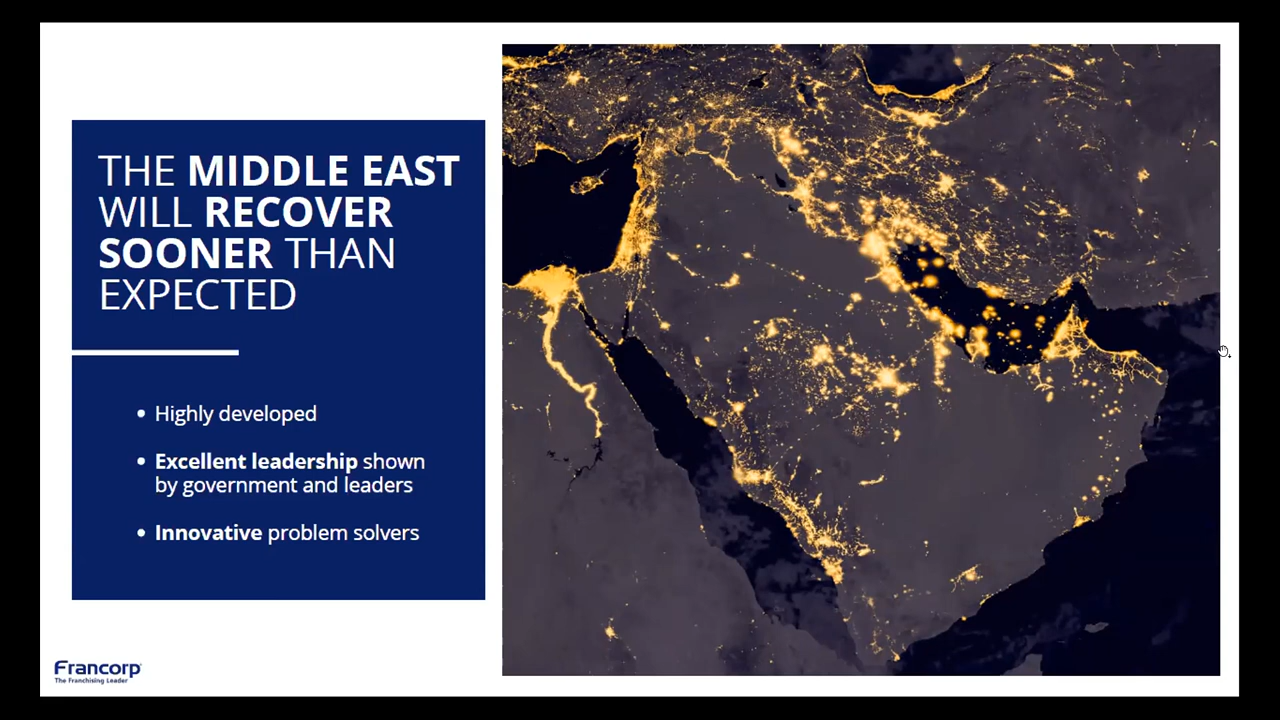 THE MIDDLE EAST
WILL RECOVER
SOONER THAN
EXPECTED
• Highly developed
• Excellent leadership shown
by government and leaders
• Innovative problem solvers
Francorp
The Franchising Leader